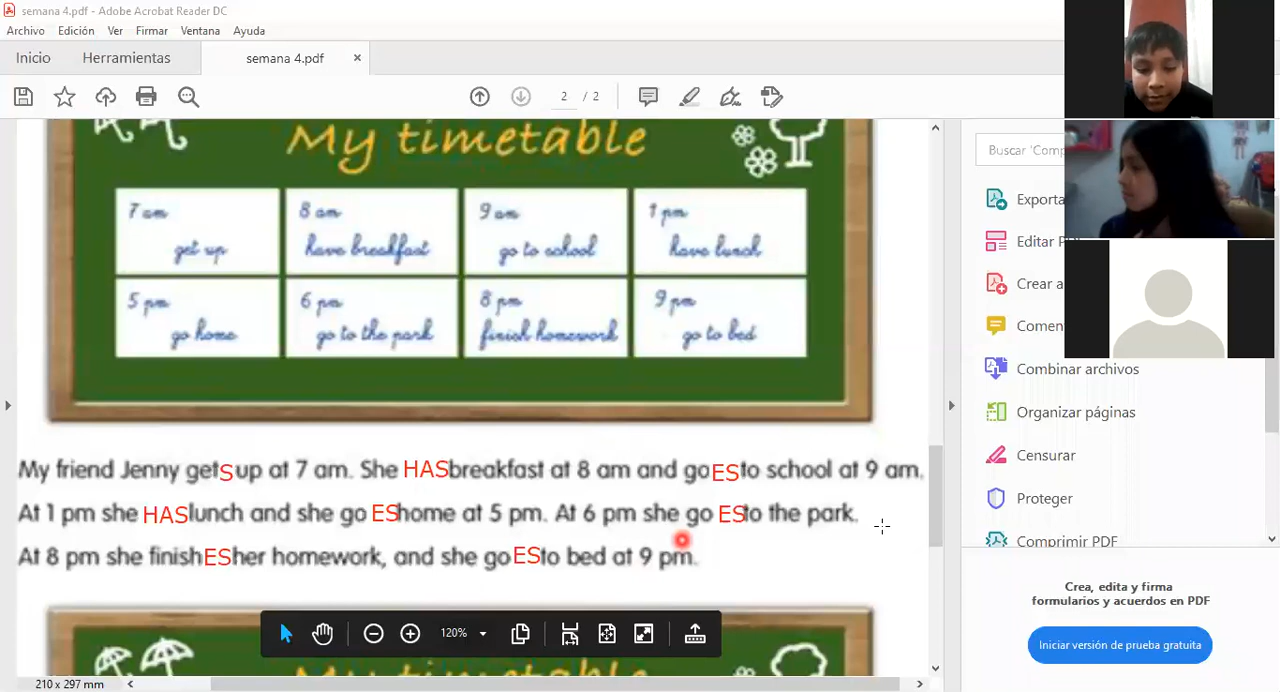 semana 4.pdf - Adobe Acrobat Reader DC
Archivo Edición Ver Firmar Ventana Ayuda
Inicio Herramientas semana 4.pdf ×
2 / 2
My timetable
7 am 8 am 9 am 1 pm
get up have breakfast go to school have lunch
5 pm 6 pm 8 pm 9 pm
go home go to the park finish homework go to bed
My friend Jenny getS up at 7 am. She HAS breakfast at 8 am and goES to school at 9 am.
At 1 pm she HAS lunch and she goES home at 5 pm. At 6 pm she goES to the park.
At 8 pm she finishES her homework, and she goES to bed at 9 pm.
My timetable
120%
210 x 297 mm
Buscar 'Comp
Exporta
Editar PD
Crear a
Comen
Combinar archivos
Organizar páginas
Censurar
Proteger
Comprimir PDF
Crea, edita y firma
formularios y acuerdos en PDF
Iniciar versión de prueba gratuita